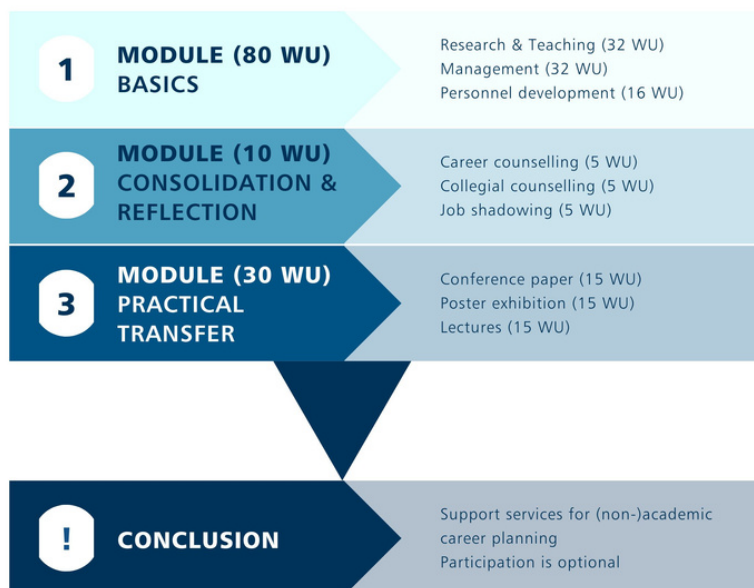 1
MODULE (80 WU)
BASICS
Research & Teaching (32 WU)
Management (32 WU)
Personnel development (16 WU)
2
MODULE (10 WU)
CONSOLIDATION &
REFLECTION
Career counselling (5 WU)
Collegial counselling (5 WU)
Job shadowing (5 WU)
3
MODULE (30 WU)
PRACTICAL
TRANSFER
Conference paper (15 WU)
Poster exhibition (15 WU)
Lectures (15 WU)
!
CONCLUSION
Support services for (non-)academic
career planning
Participation is optional